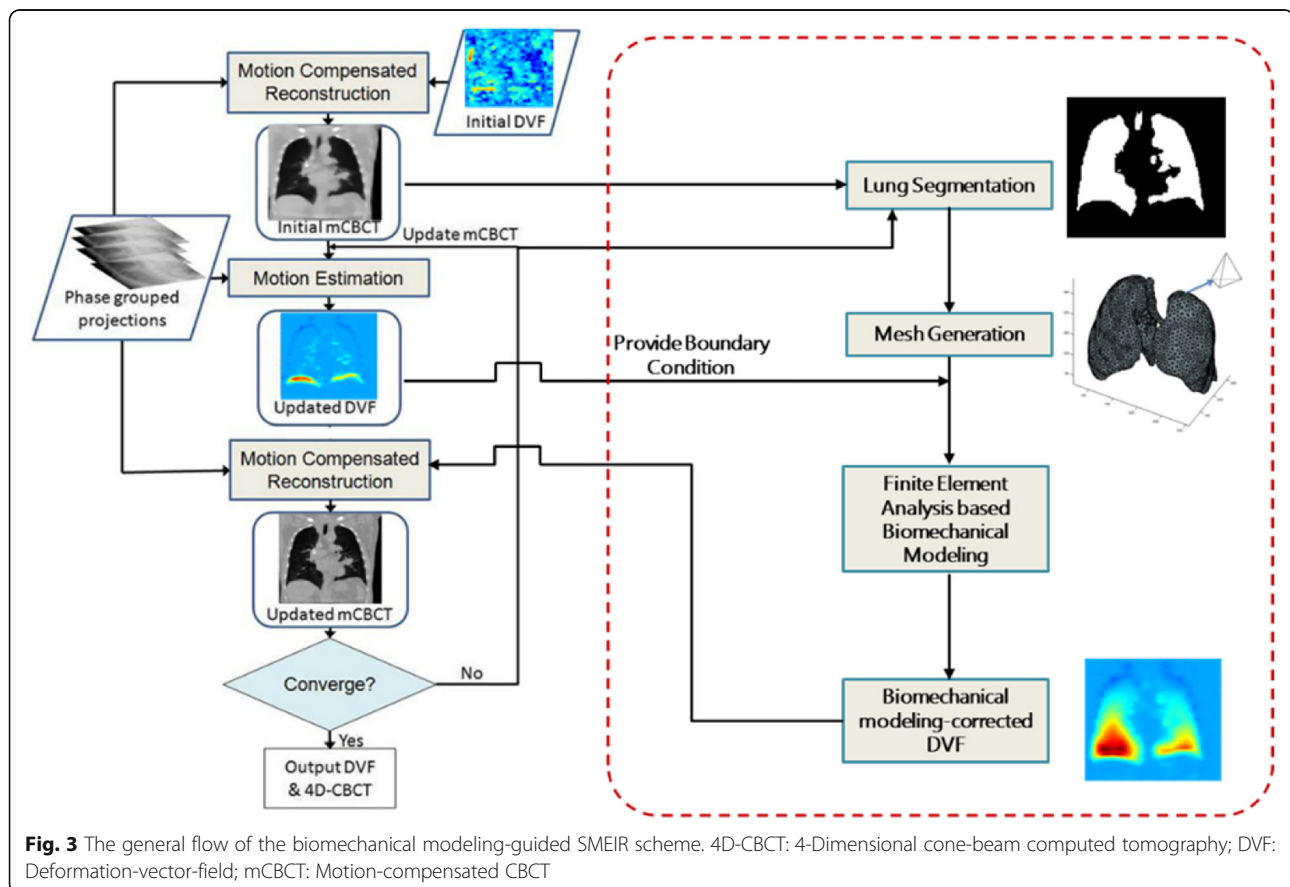 Motion Compensated
Reconstruction
Initial DVF
Initial mCBCT
Update mCBCT
Phase grouped
projections
Motion Estimation
Updated DVF
Provide Boundary
Condition
Motion Compensated
Reconstruction
Updated mCBCT
Converge?
No
Yes
Output DVF
& 4D-CBCT
Lung Segmentation
Mesh Generation
Finite Element
Analysis based
Biomechanical
Modeling
Biomechanical
modeling-corrected
DVF
Fig. 3 The general flow of the biomechanical modeling-guided SMEIR scheme. 4D-CBCT: 4-Dimensional cone-beam computed tomography; DVF:
Deformation-vector-field; mCBCT: Motion-compensated CBCT